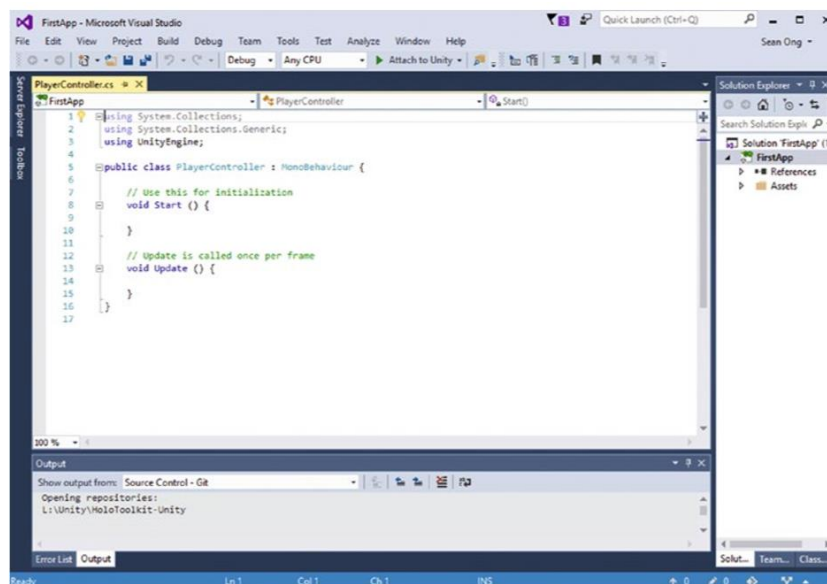 FirstApp - Microsoft Visual Studio
Quick Launch (Ctrl+Q)
File Edit View Project Build Debug Team Tools Test Analyze Window Help
Sean Ong
Debug Any CPU Attach to Unity
Server Explorer
Toolbox
PlayerController.cs
FirstApp PlayerController Start()
1 using System.Collections;
2 using System.Collections.Generic;
3 using UnityEngine;
4
5 public class PlayerController : MonoBehaviour {
6
7 // Use this for initialization
8 void Start () {
9
10 }
11
12 // Update is called once per frame
13 void Update () {
14
15 }
16 }
17
100 %
Solution Explorer
Search Solution Expl
Solution 'FirstApp' (1
FirstApp
References
Assets
Output
Show output from: Source Control - Git
Opening repositories:
L:\Unity\HoloToolkit-Unity
Error List Output
Solut... Team... Class...
Ready Ln 1 Col 1 Ch 1 INS 0 0